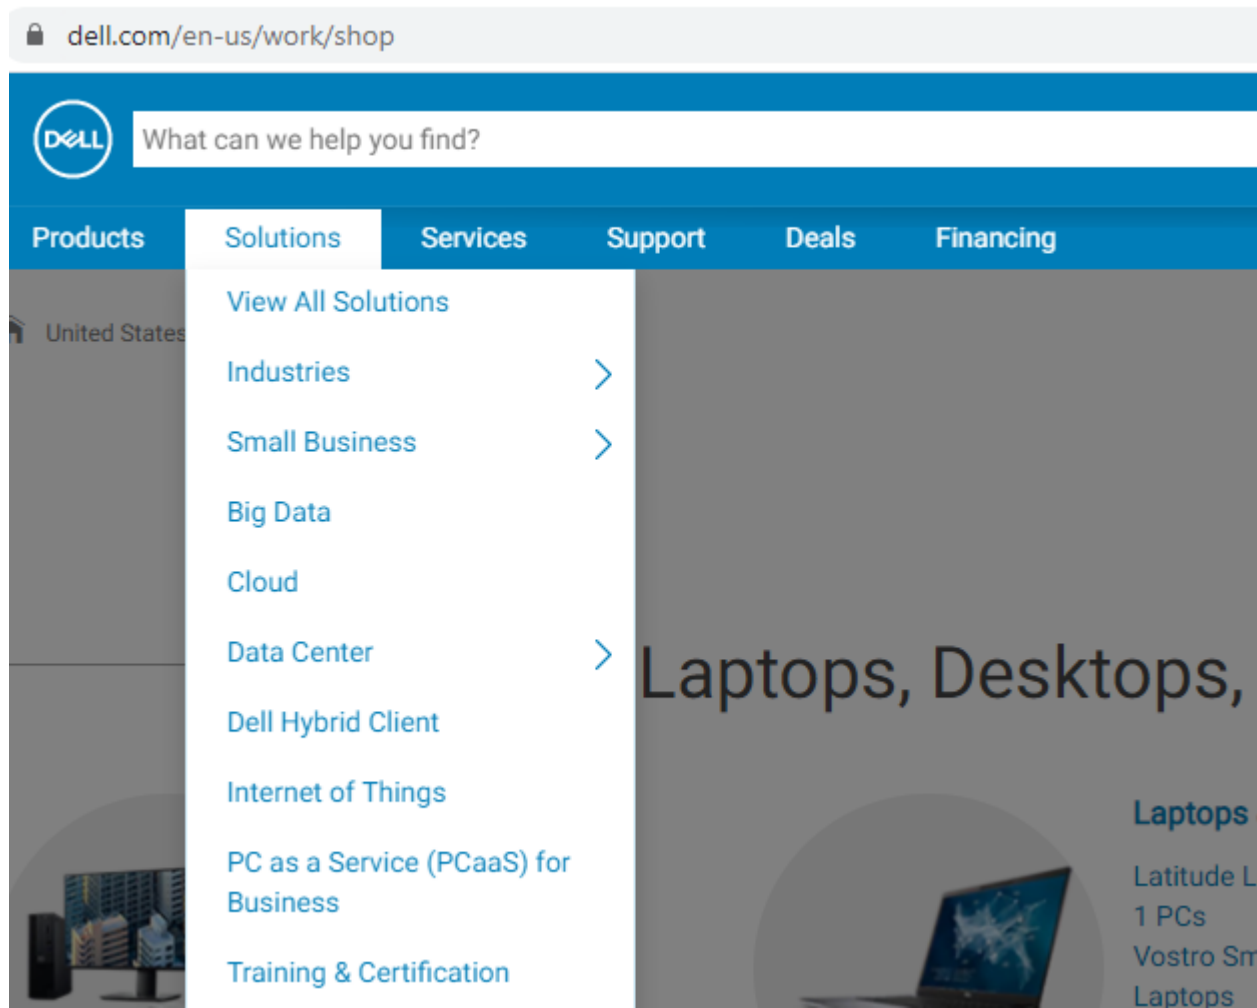 dell.com/en-us/work/shop
DELL
What can we help you find?
Products Solutions Services Support Deals Financing
View All Solutions
United States
Industries
Small Business
Big Data
Cloud
Data Center
Laptops, Desktops,
Dell Hybrid Client
Internet of Things
PC as a Service (PCaaS) for
Business
Training & Certification
Laptops
Latitude L
1 PCs
Vostro Sm
Laptops